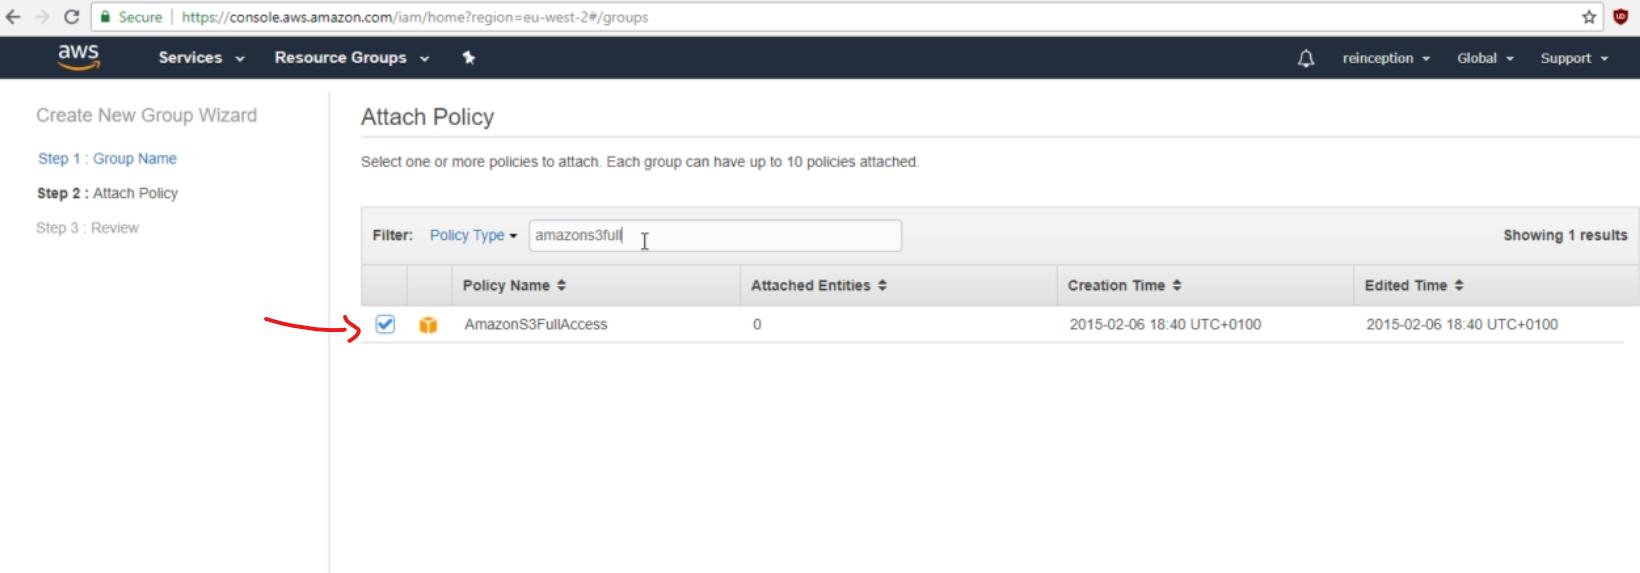 Secure | https://console.aws.amazon.com/iam/home?region=eu-west-2#/groups
aws Services Resource Groups reinception Global Support
Create New Group Wizard
Step 1 : Group Name
Step 2 : Attach Policy
Step 3 : Review
Attach Policy
Select one or more policies to attach. Each group can have up to 10 policies attached.
Filter: Policy Type amazons3full Showing 1 results
Policy Name Attached Entities Creation Time Edited Time
AmazonS3FullAccess 0 2015-02-06 18:40 UTC+0100 2015-02-06 18:40 UTC+0100